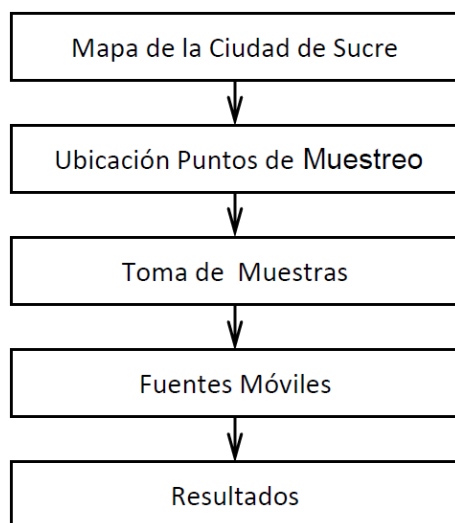 Mapa de la Ciudad de Sucre
Ubicación Puntos de Muestreo
Toma de Muestras
Fuentes Móviles
Resultados